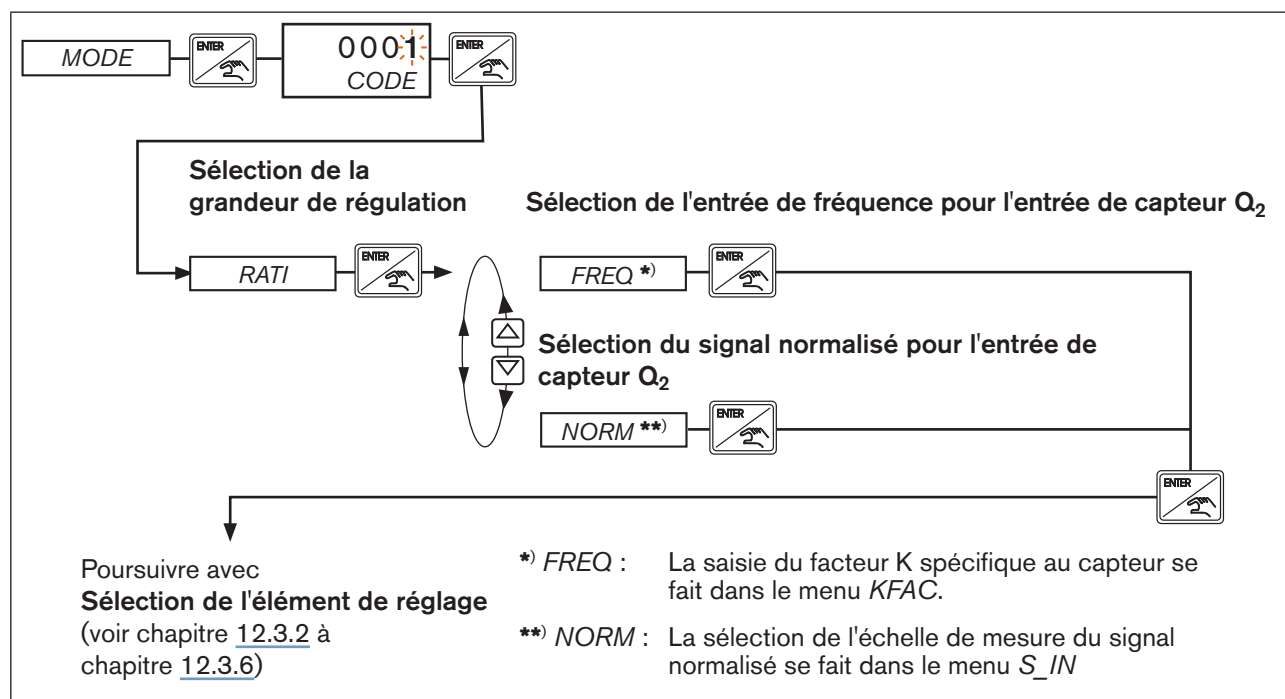 MODE
ENTER
0001
CODE
ENTER
Sélection de la
grandeur de régulation
Sélection de l'entrée de fréquence pour l'entrée de capteur Q₂
RATI
ENTER
FREQ *)
ENTER
Sélection du signal normalisé pour l'entrée de
capteur Q₂
NORM **)
ENTER
ENTER
Poursuivre avec
Sélection de l'élément de réglage
(voir chapitre 12.3.2 à
chapitre 12.3.6)
*) FREQ : La saisie du facteur K spécifique au capteur se
fait dans le menu KFAC.
**) NORM : La sélection de l'échelle de mesure du signal
normalisé se fait dans le menu S_IN